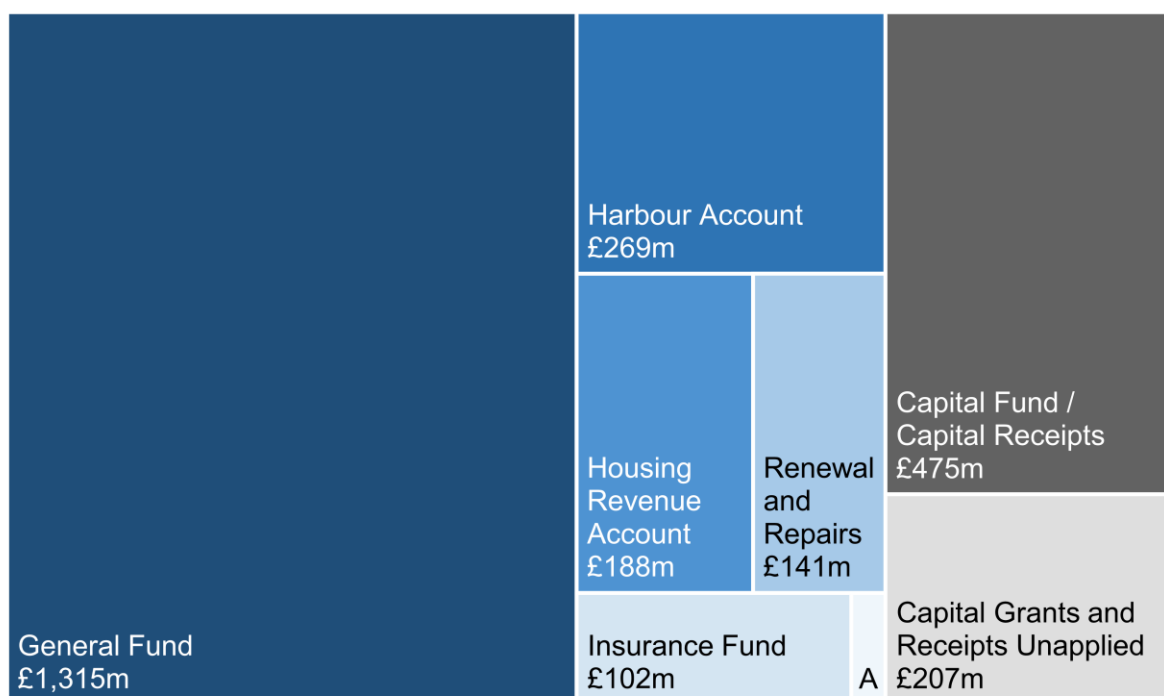 General Fund
£1,315m
Harbour Account
£269m
Housing
Revenue
Account
£188m
Renewal
and
Repairs
£141m
Insurance Fund
£102m
A
Capital Fund /
Capital Receipts
£475m
Capital Grants and
Receipts Unapplied
£207m